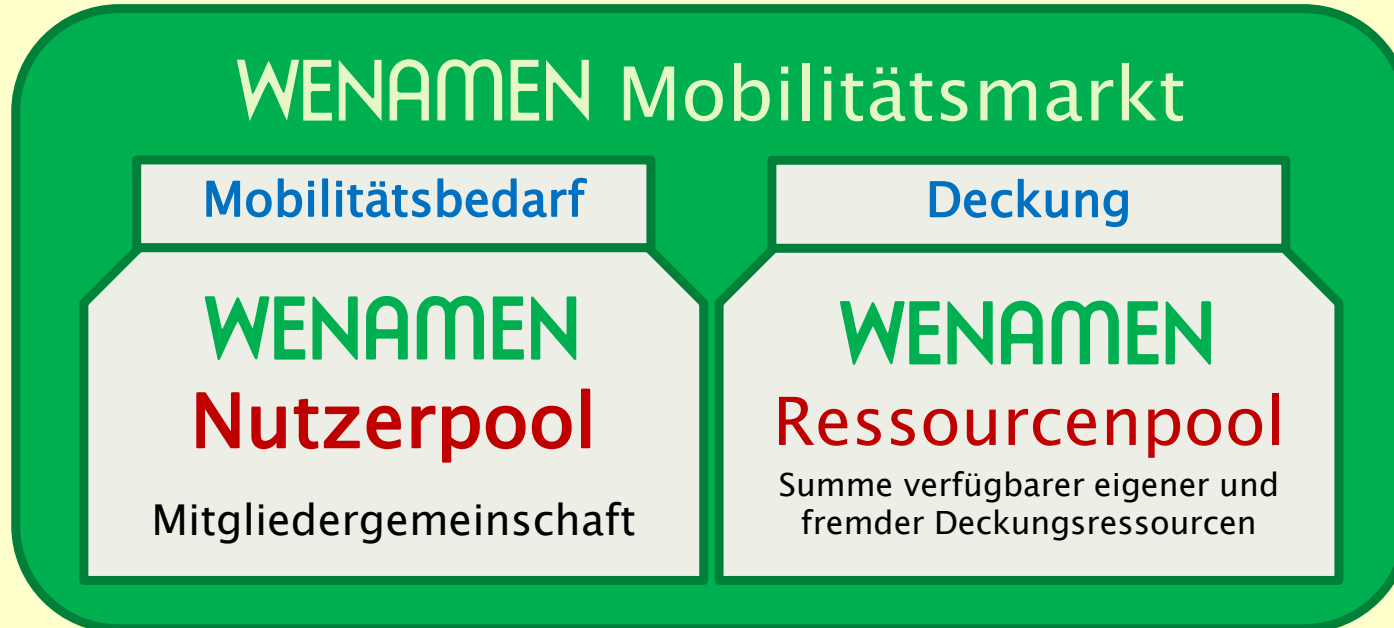 WENAMEN Mobilitätsmarkt
Mobilitätsbedarf
WENAMEN
Nutzerpool
Mitgliedergemeinschaft
Deckung
WENAMEN
Ressourcenpool
Summe verfügbarer eigener und
fremder Deckungsressourcen